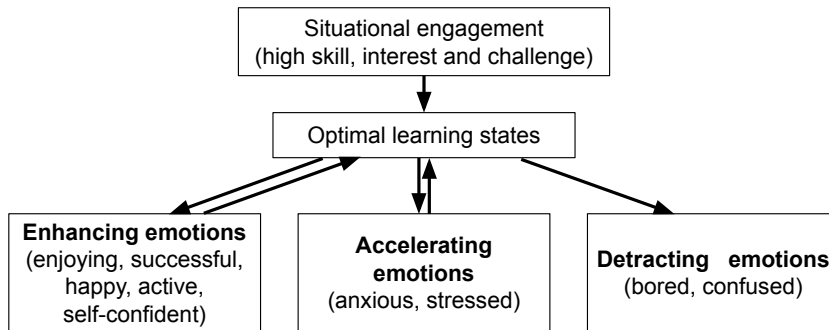 Situational engagement
(high skill, interest and challenge)
Optimal learning states
Enhancing emotions
(enjoying, successful,
happy, active,
self-confident)
Accelerating
emotions
(anxious, stressed)
Detracting emotions
(bored, confused)